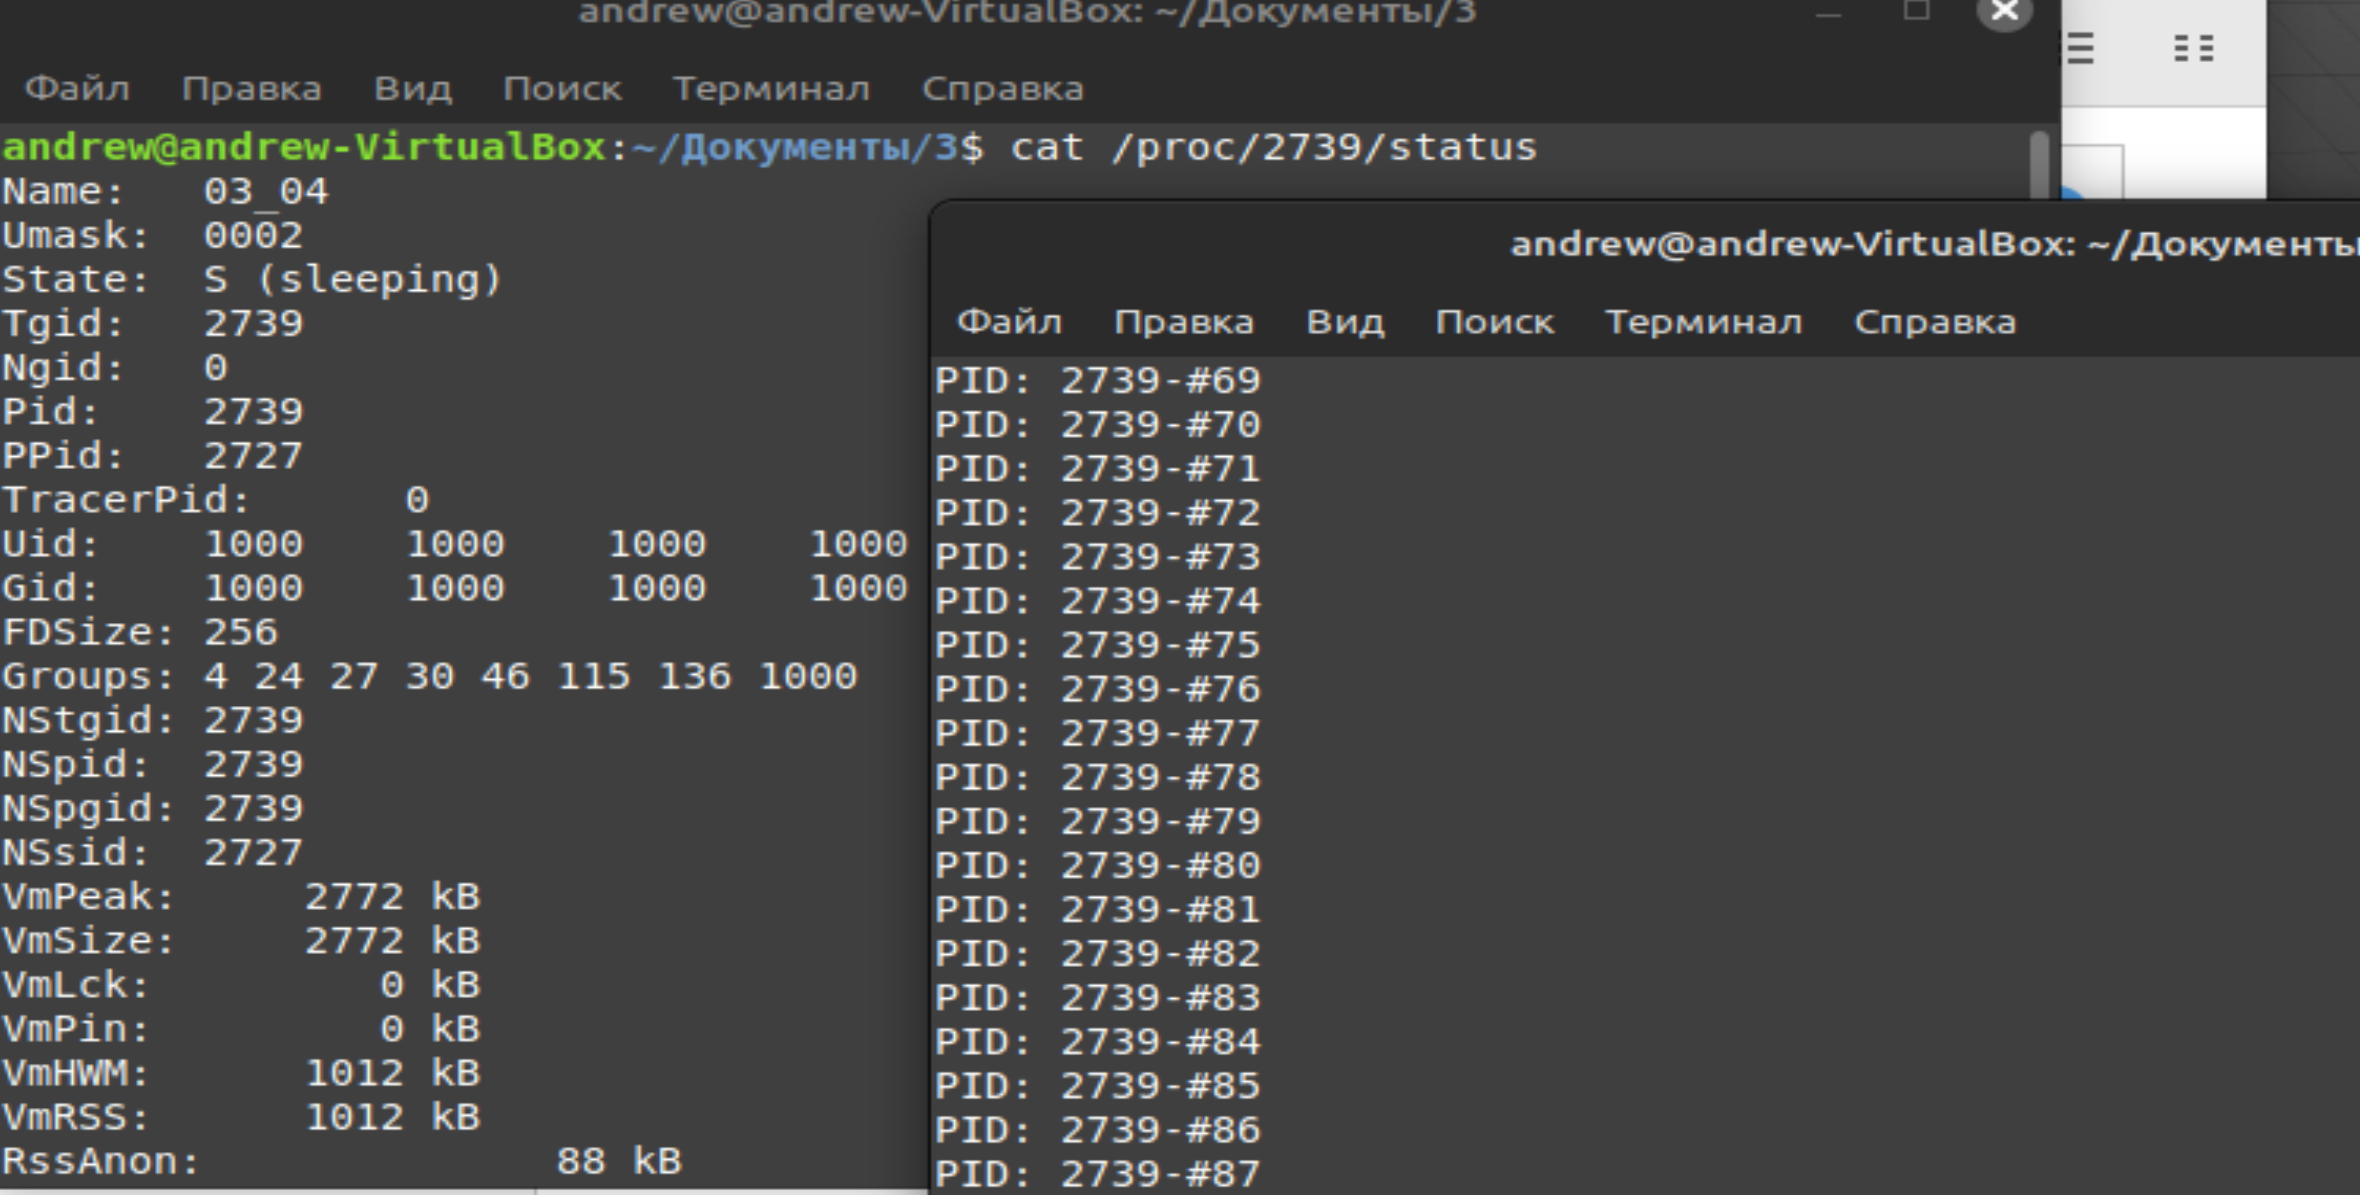 andrew@andrew-VirtualBox: ~/Документы/3
Файл Правка Вид Поиск Терминал Справка
andrew@andrew-VirtualBox:~/Документы/3$ cat /proc/2739/status
Name: 03_04
Umask: 0002
State: S (sleeping)
Tgid: 2739
Ngid: 0
Pid: 2739
PPid: 2727
TracerPid: 0
Uid: 1000 1000 1000 1000
Gid: 1000 1000 1000 1000
FDSize: 256
Groups: 4 24 27 30 46 115 136 1000
NStgid: 2739
NSpid: 2739
NSpgid: 2739
NSsid: 2727
VmPeak: 2772 kB
VmSize: 2772 kB
VmLck: 0 kB
VmPin: 0 kB
VmHWM: 1012 kB
VmRSS: 1012 kB
RssAnon: 88 kB
andrew@andrew-VirtualBox: ~/Документы
Файл Правка Вид Поиск Терминал Справка
PID: 2739-#69
PID: 2739-#70
PID: 2739-#71
PID: 2739-#72
PID: 2739-#73
PID: 2739-#74
PID: 2739-#75
PID: 2739-#76
PID: 2739-#77
PID: 2739-#78
PID: 2739-#79
PID: 2739-#80
PID: 2739-#81
PID: 2739-#82
PID: 2739-#83
PID: 2739-#84
PID: 2739-#85
PID: 2739-#86
PID: 2739-#87